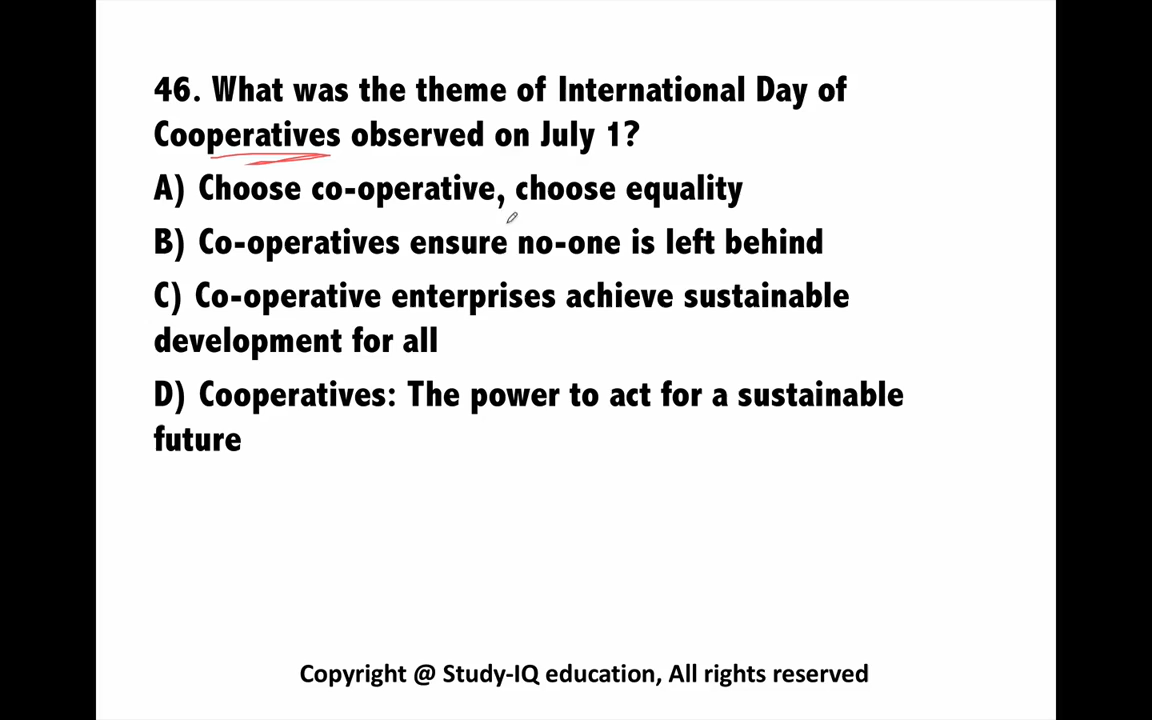 46. What was the theme of International Day of
Cooperatives observed on July 1?
A) Choose co-operative, choose equality
B) Co-operatives ensure no-one is left behind
C) Co-operative enterprises achieve sustainable
development for all
D) Cooperatives: The power to act for a sustainable
future
Copyright @ Study-IQ education, All rights reserved